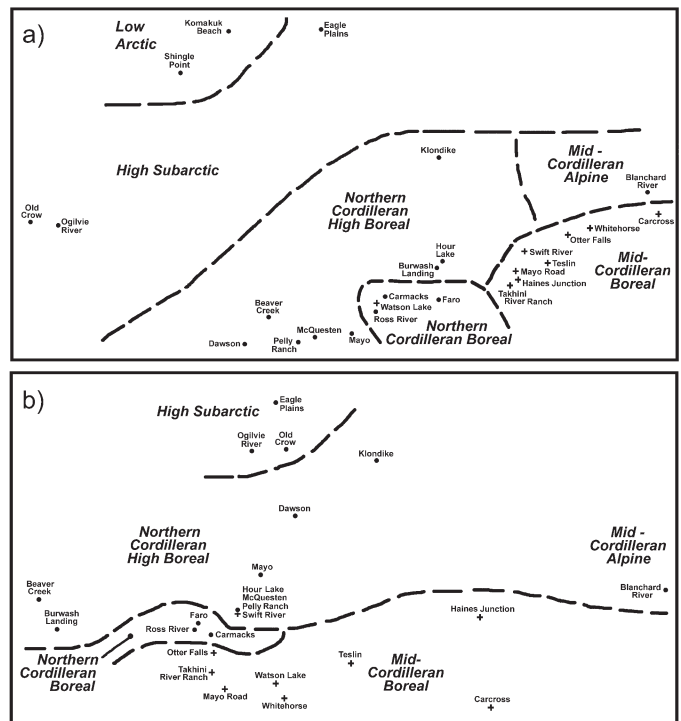 a)
Low
Arctic
Komakuk
Beach
Eagle
Plains
Shingle
Point
High Subarctic
Klondike
Mid -
Cordilleran
Alpine
Blanchard
River
Old
Crow
Ogilvie
River
Northern
Cordilleran
High Boreal
Whitehorse
Carcross
Otter Falls
Hour
Lake
Burwash
Landing
Swift River
Teslin
Mayo Road
Haines Junction
Takhini
River Ranch
Mid-
Cordilleran
Boreal
Beaver
Creek
Carmacks
Watson Lake
Ross River
Faro
Northern
Cordilleran Boreal
Dawson
Pelly
Ranch
McQuesten
Mayo
b)
High Subarctic
Eagle
Plains
Ogilvie
River
Old
Crow
Klondike
Dawson
Northern
Cordilleran
High Boreal
Mid -
Cordilleran
Alpine
Mayo
Beaver
Creek
Burwash
Landing
Hour Lake
McQuesten
Pelly Ranch
Swift River
Blanchard
River
Haines Junction
Faro
Ross River
Carmacks
Otter Falls
Northern
Cordilleran
Boreal
Takhini
River Ranch
Mayo Road
Watson Lake
Whitehorse
Teslin
Mid-
Cordilleran
Boreal
Carcross